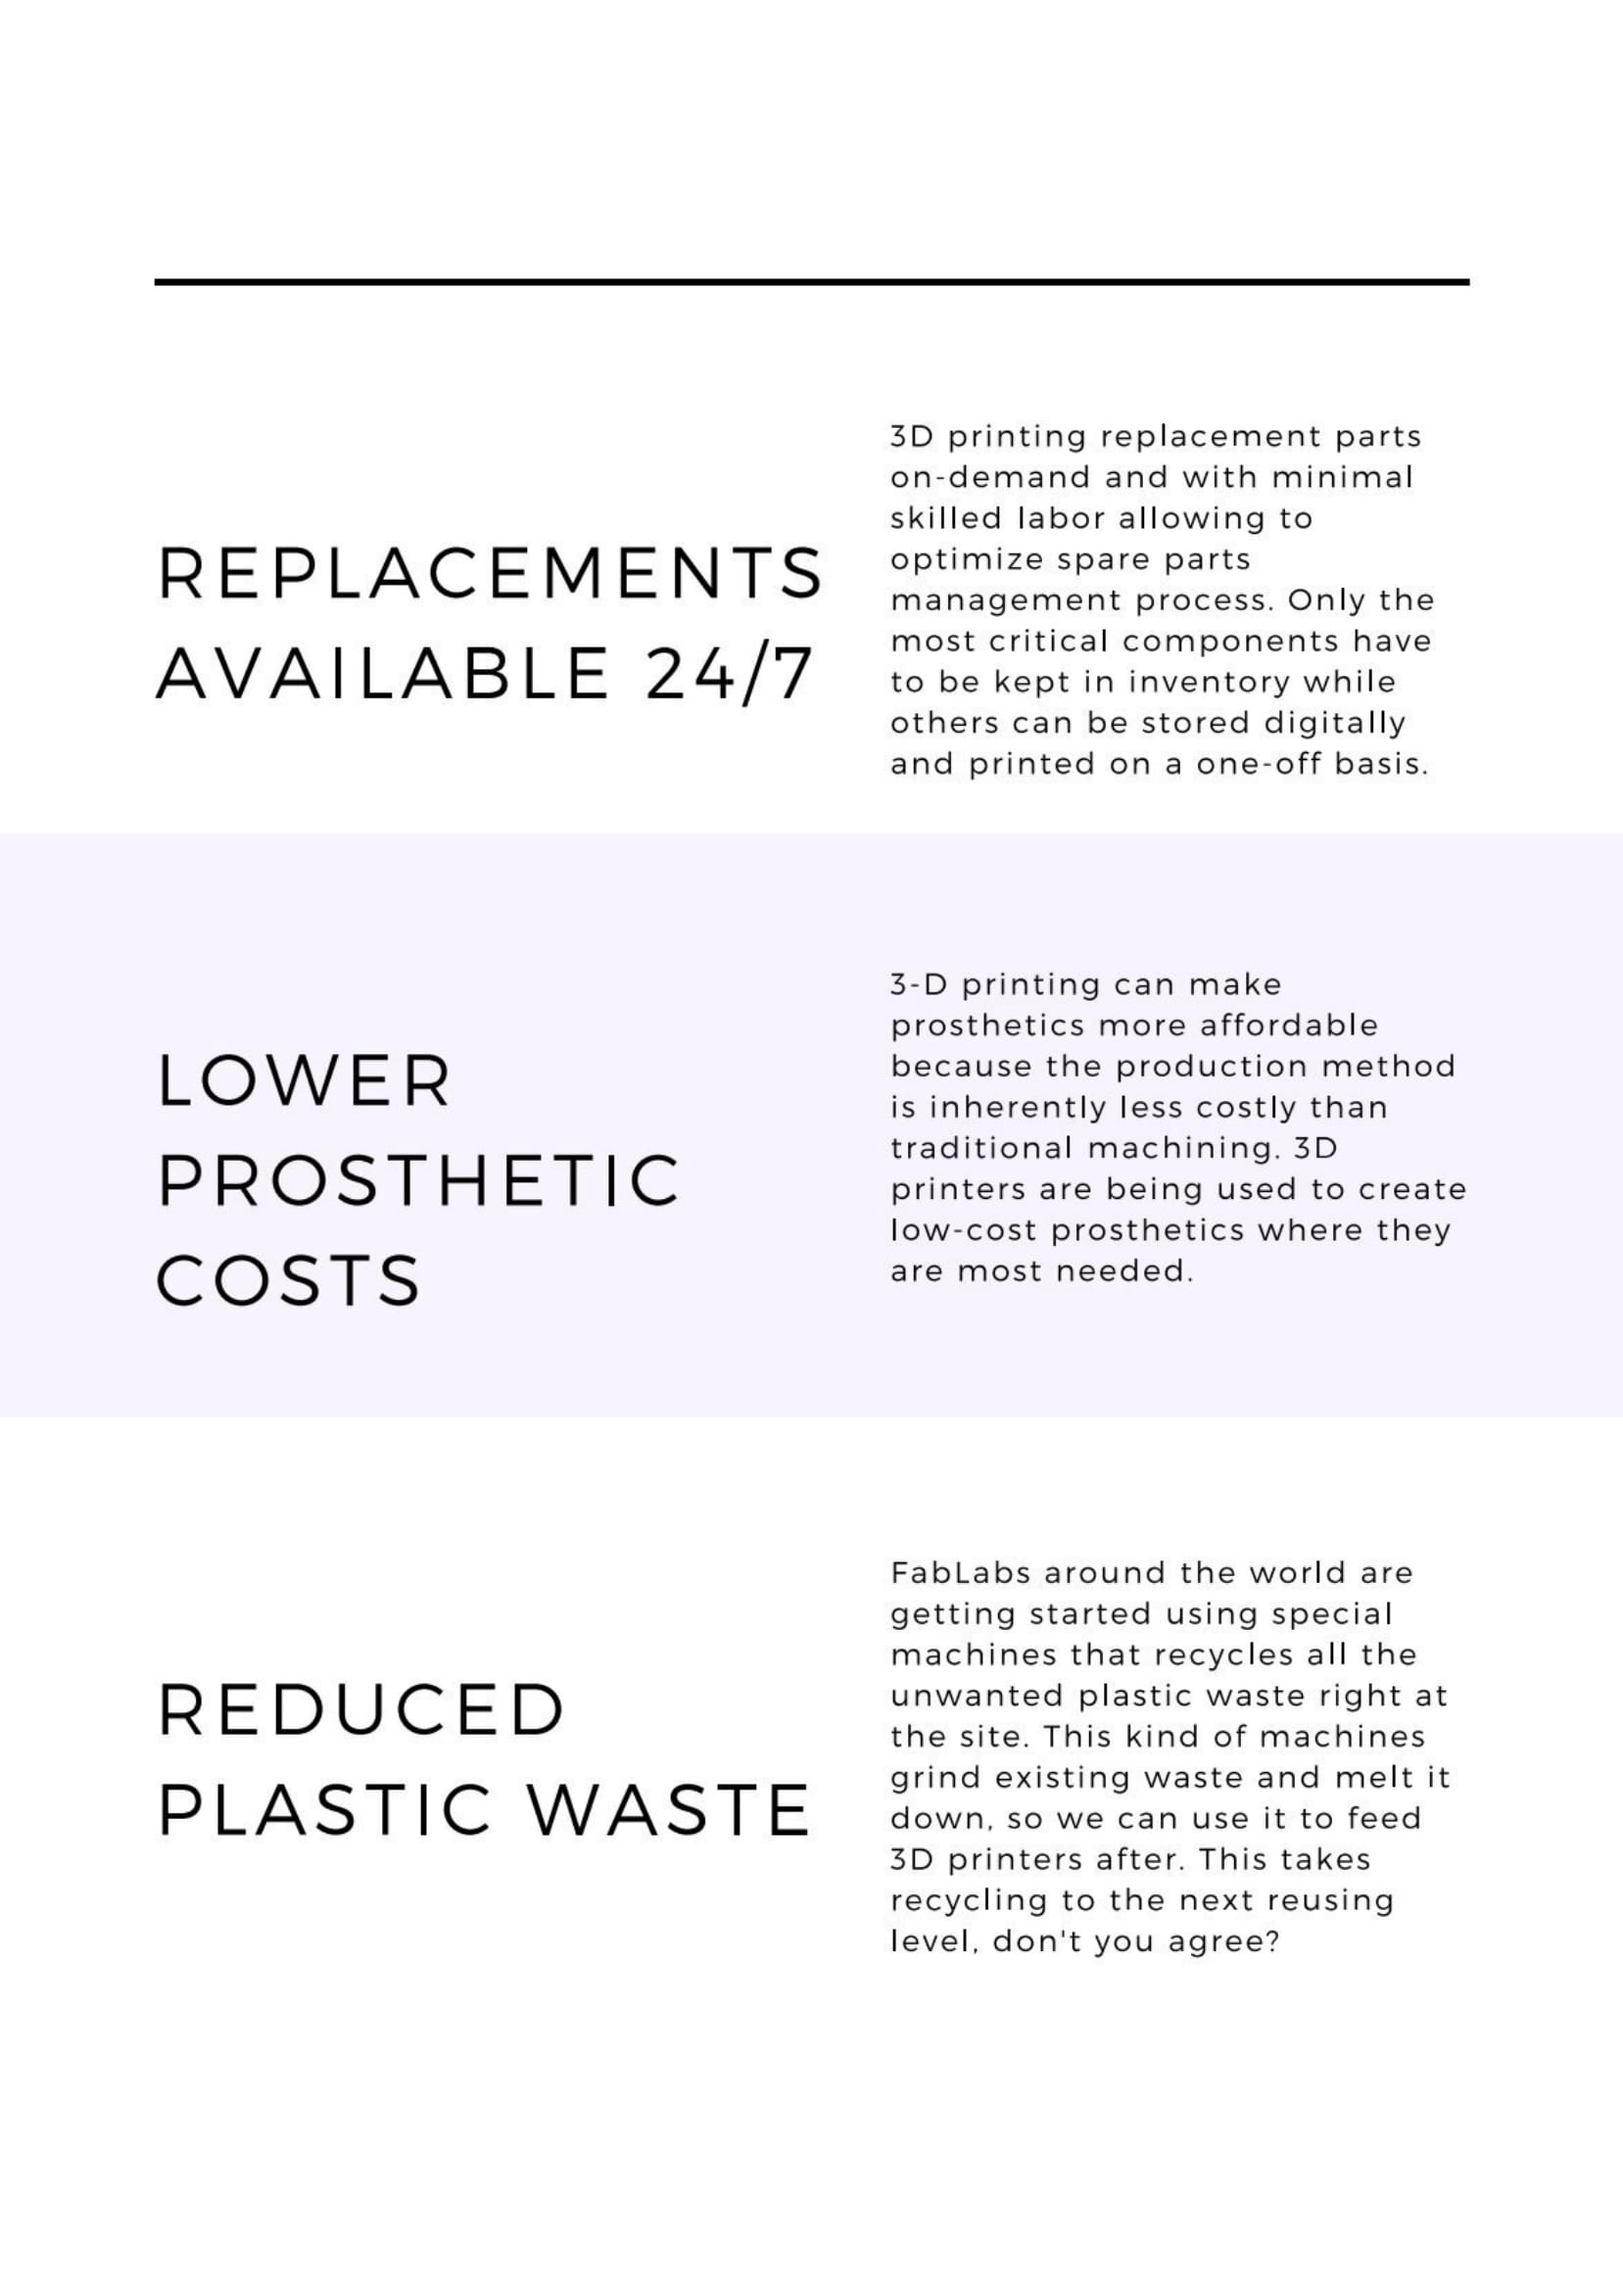 REPLACEMENTS
AVAILABLE 24/7
3D printing replacement parts
on-demand and with minimal
skilled labor allowing to
optimize spare parts
management process. Only the
most critical components have
to be kept in inventory while
others can be stored digitally
and printed on a one-off basis.
LOWER
PROSTHETIC
COSTS
3-D printing can make
prosthetics more affordable
because the production method
is inherently less costly than
traditional machining. 3D
printers are being used to create
low-cost prosthetics where they
are most needed.
REDUCED
PLASTIC WASTE
FabLabs around the world are
getting started using special
machines that recycles all the
unwanted plastic waste right at
the site. This kind of machines
grind existing waste and melt it
down, so we can use it to feed
3D printers after. This takes
recycling to the next reusing
level, don't you agree?